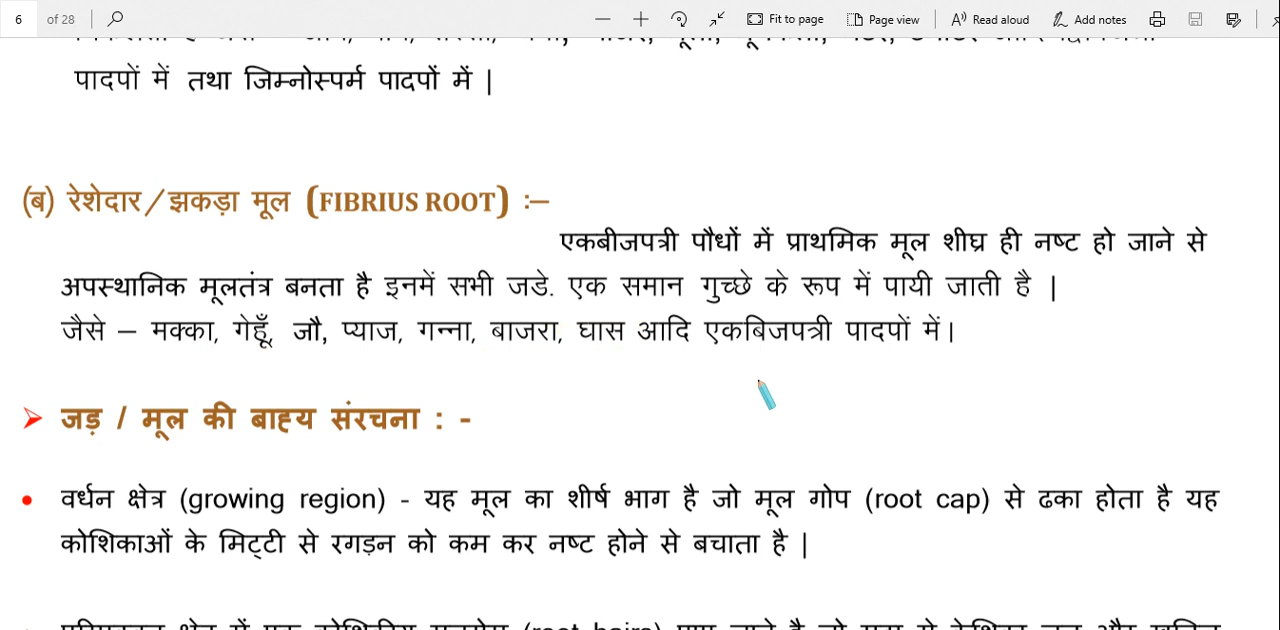 6 of 28 Fit to page Page view Read aloud Add notes
पादपों में तथा जिम्नोस्पर्म पादपों में |
(ब) रेशेदार/झकड़ा मूल (FIBRIUS ROOT) :–
एकबीजपत्री पौधों में प्राथमिक मूल शीघ्र ही नष्ट हो जाने से
अपस्थानिक मूलतंत्र बनता है इनमें सभी जडे. एक समान गुच्छे के रूप में पायी जाती है |
जैसे – मक्का, गेहूँ, जौ, प्याज, गन्ना, बाजरा, घास आदि एकबिजपत्री पादपों में|
➢ जड़ / मूल की बाह्य संरचना : -
• वर्धन क्षेत्र (growing region) - यह मूल का शीर्ष भाग है जो मूल गोप (root cap) से ढका होता है यह
कोशिकाओं के मिट्टी से रगड़न को कम कर नष्ट होने से बचाता है |